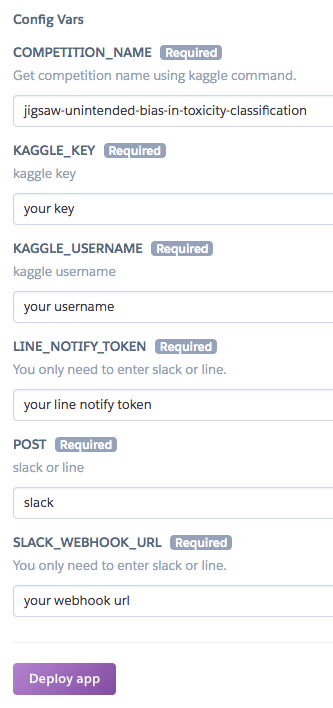 Config Vars
COMPETITION_NAME Required
Get competition name using kaggle command.
jigsaw-unintended-bias-in-toxicity-classification
KAGGLE_KEY Required
kaggle key
your key
KAGGLE_USERNAME Required
kaggle username
your username
LINE_NOTIFY_TOKEN Required
You only need to enter slack or line.
your line notify token
POST Required
slack or line
slack
SLACK_WEBHOOK_URL Required
You only need to enter slack or line.
your webhook url
Deploy app